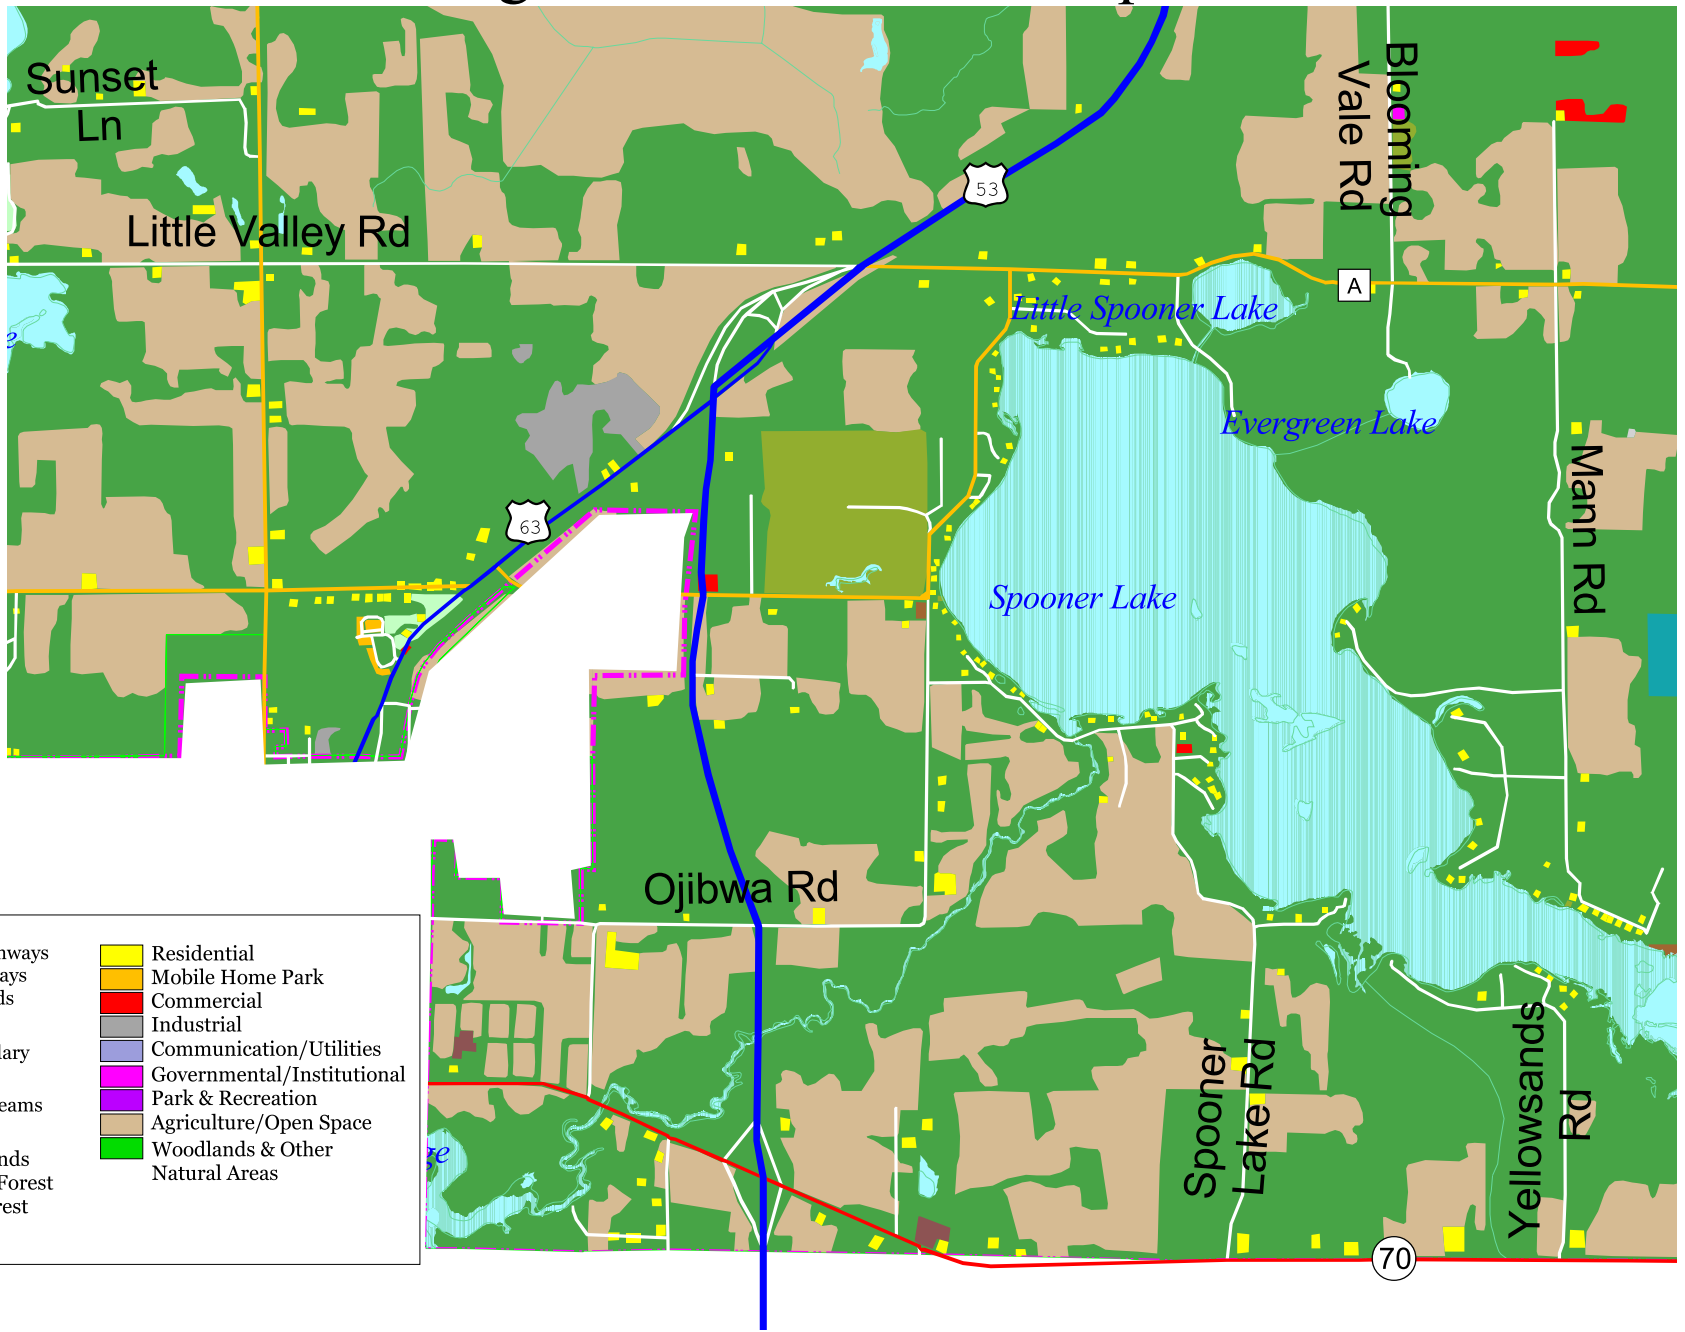 Sunset
Ln
Blooming
Vale Rd
53
Little Valley Rd
A
Little Spooner Lake
Evergreen Lake
Mann Rd
63
Spooner Lake
Ojibwa Rd
Residential
Mobile Home Park
Commercial
Industrial
Communication/Utilities
Governmental/Institutional
Park & Recreation
Agriculture/Open Space
Woodlands & Other
Natural Areas
Forest
Spooner
Lake Rd
Yellowsands
Rd
70